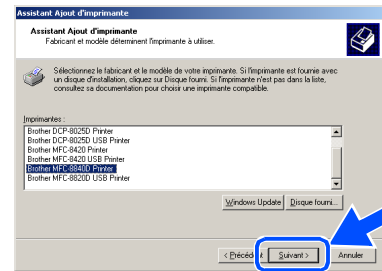 Assistant Ajout d'imprimante
Assistant Ajout d'imprimante
Fabricant et modèle déterminent l'imprimante à utiliser.
Sélectionnez le fabricant et le modèle de votre imprimante. Si l'imprimante est fournie avec
un disque d'installation, cliquez sur Disque fourni. Si l'imprimante n'est pas dans la liste,
consultez sa documentation pour choisir une imprimante compatible.
Imprimantes :
Brother DCP-8025D Printer
Brother DCP-8025D USB Printer
Brother MFC-8420 Printer
Brother MFC-8420 USB Printer
Brother MFC-8840D Printer
Brother MFC-8820D USB Printer
Windows Update
Disque fourni...
< Précédent
Suivant >
Annuler